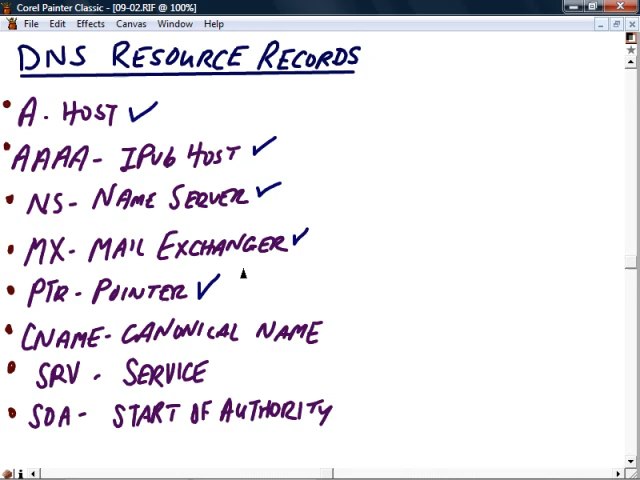 Corel Painter Classic - [09-02.RIF @ 100%]
File Edit Effects Canvas Window Help
DNS RESOURCE RECORDS
• A - HOST ✓
• AAAA - IPV6 HOST ✓
• NS - NAME SERVER ✓
• MX - MAIL EXCHANGER ✓
• PTR - POINTER ✓
• CNAME - CANONICAL NAME
• SRV - SERVICE
• SOA - START OF AUTHORITY